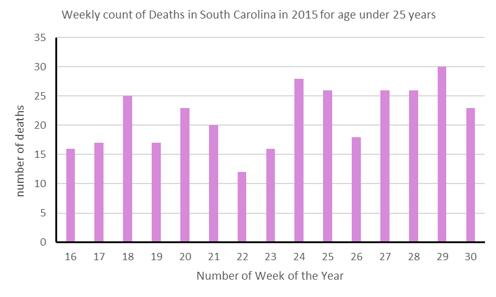 Weekly count of Deaths in South Carolina in 2015 for age under 25 years
35
30
25
20
15
10
5
0
number of deaths
16 17 18 19 20 21 22 23 24 25 26 27 28 29 30
Number of Week of the Year